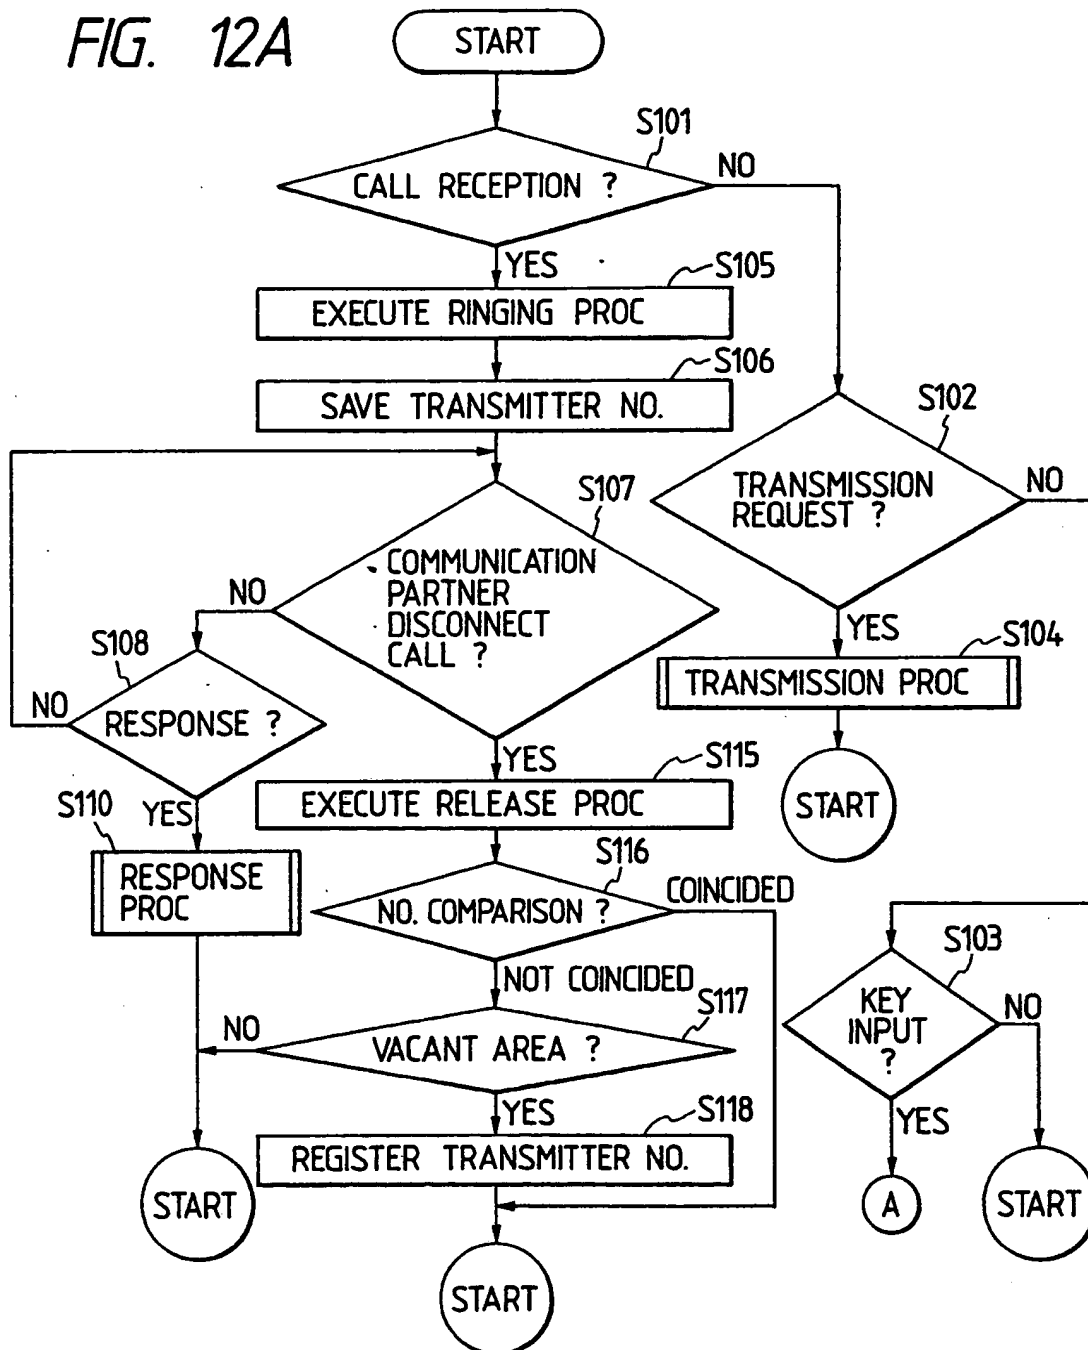 FIG. 12A
START
S101
CALL RECEPTION ?
NO
YES
S105
EXECUTE RINGING PROC
S106
SAVE TRANSMITTER NO.
S102
TRANSMISSION
REQUEST ?
NO
YES
S104
TRANSMISSION PROC
START
S107
COMMUNICATION
PARTNER
DISCONNECT
CALL ?
NO
YES
S108
RESPONSE ?
NO
YES
S110
RESPONSE
PROC
S115
EXECUTE RELEASE PROC
S116
NO. COMPARISON ?
COINCIDED
NOT COINCIDED
S117
VACANT AREA ?
NO
YES
S118
REGISTER TRANSMITTER NO.
START
START
S103
KEY
INPUT
?
NO
YES
A
START